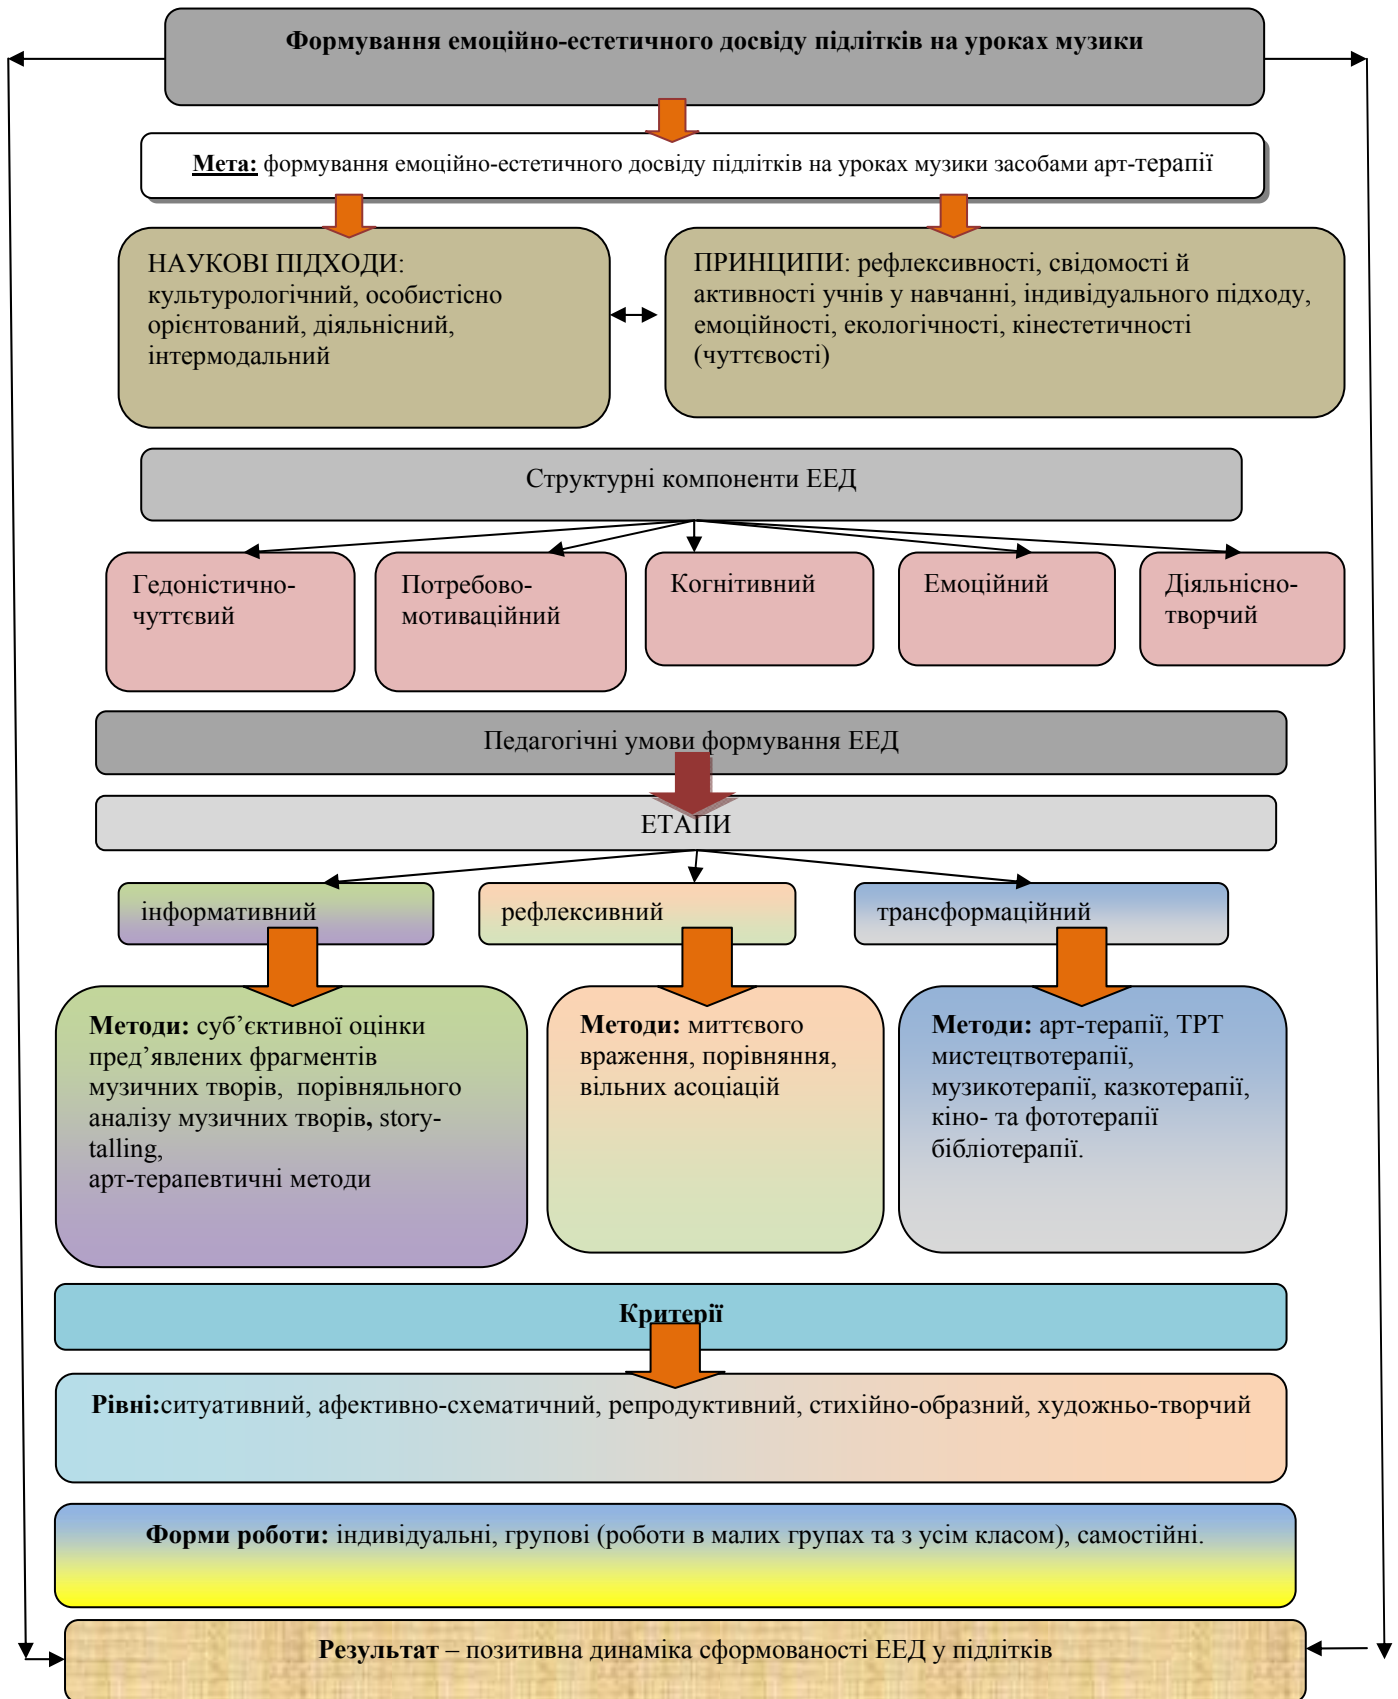 Формування емоційно-естетичного досвіду підлітків на уроках музики
Мета: формування емоційно-естетичного досвіду підлітків на уроках музики засобами арт-терапії
НАУКОВІ ПІДХОДИ:
культурологічний, особистісно
орієнтований, діяльнісний,
інтермодальний
ПРИНЦИПИ: рефлексивності, свідомості й
активності учнів у навчанні, індивідуального підходу,
емоційності, екологічності, кінестетичності
(чуттєвості)
Структурні компоненти ЕЕД
Гедоністично-
чуттєвий
Потребово-
мотиваційний
Когнітивний
Емоційний
Діяльнісно-
творчий
Педагогічні умови формування ЕЕД
ЕТАПИ
інформативний
рефлексивний
трансформаційний
Методи: суб’єктивної оцінки
пред’явлених фрагментів
музичних творів, порівняльного
аналізу музичних творів, story-
talling,
арт-терапевтичні методи
Методи: миттєвого
враження, порівняння,
вільних асоціацій
Методи: арт-терапії, ТРТ
мистецтвотерапії,
музикотерапії, казкотерапії,
кіно- та фототерапії
бібліотерапії.
Критерії
Рівні:ситуативний, афективно-схематичний, репродуктивний, стихійно-образний, художньо-творчий
Форми роботи: індивідуальні, групові (роботи в малих групах та з усім класом), самостійні.
Результат – позитивна динаміка сформованості ЕЕД у підлітків